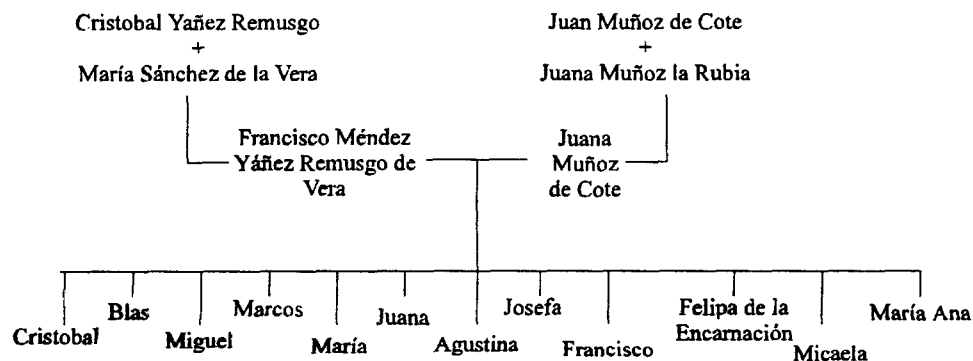 Cristobal Yañez Remusgo
+
María Sánchez de la Vera
Juan Muñoz de Cote
+
Juana Muñoz la Rubia
Francisco Méndez
Yáñez Remusgo de
Vera
Juana
Muñoz
de Cote
Cristobal
Blas
Miguel
Marcos
María
Juana
Agustina
Josefa
Francisco
Felipa de la
Encarnación
Micaela
María Ana